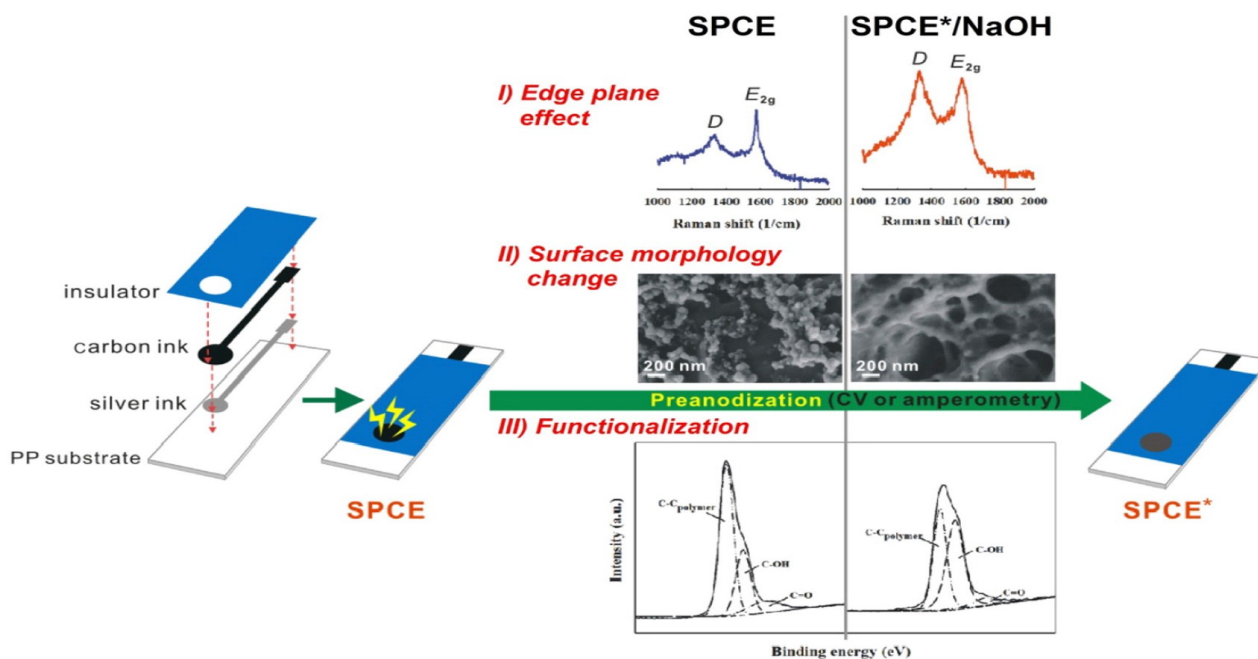 SPCE
SPCE*/NaOH
I) Edge plane
effect
D
E2g
D
E2g
1000 1200 1400 1600 1800 2000
Raman shift (1/cm)
1000 1200 1400 1600 1800 2000
Raman shift (1/cm)
II) Surface morphology
change
200 nm
200 nm
insulator
carbon ink
silver ink
PP substrate
SPCE
Preanodization (CV or amperometry)
III) Functionalization
SPCE*
Intensity (a.u.)
C-Cpolymer
C-OH
C=O
C-Cpolymer
C-OH
C=O
Binding energy (eV)